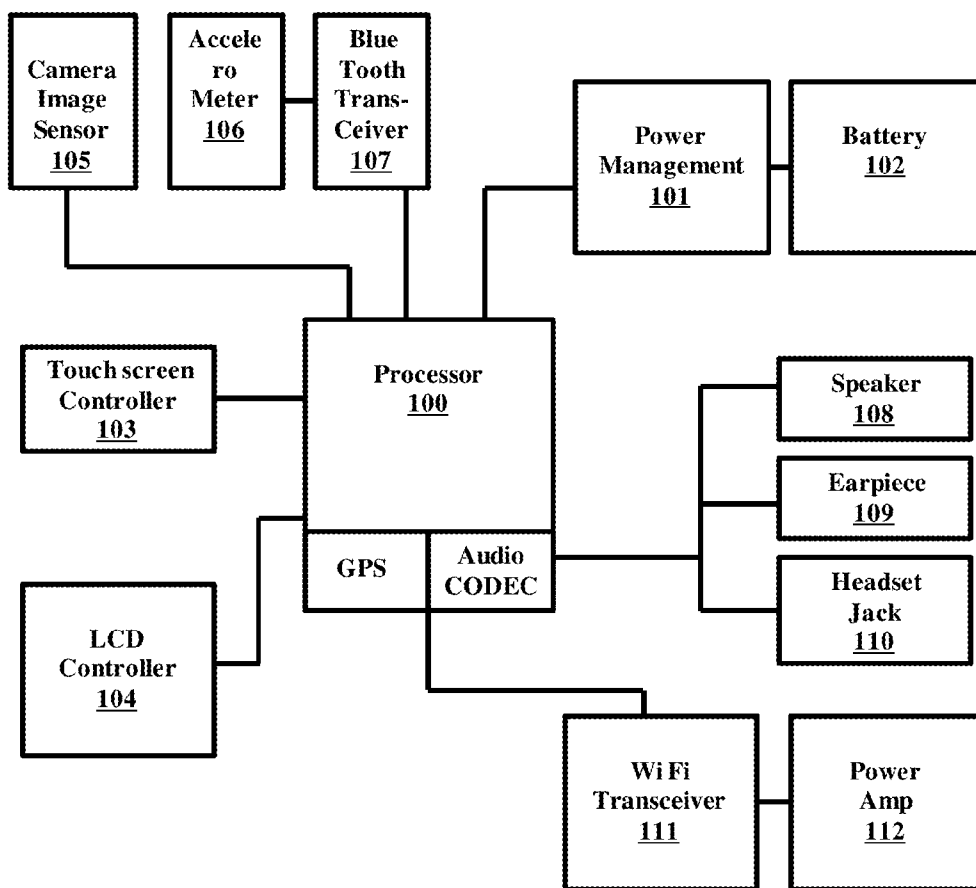 Camera
Image
Sensor
105
Accele
ro
Meter
106
Blue
Tooth
Trans-
Ceiver
107
Power
Management
101
Battery
102
Touch screen
Controller
103
Processor
100
Speaker
108
Earpiece
109
GPS
Audio
CODEC
Headset
Jack
110
LCD
Controller
104
Wi Fi
Transceiver
111
Power
Amp
112